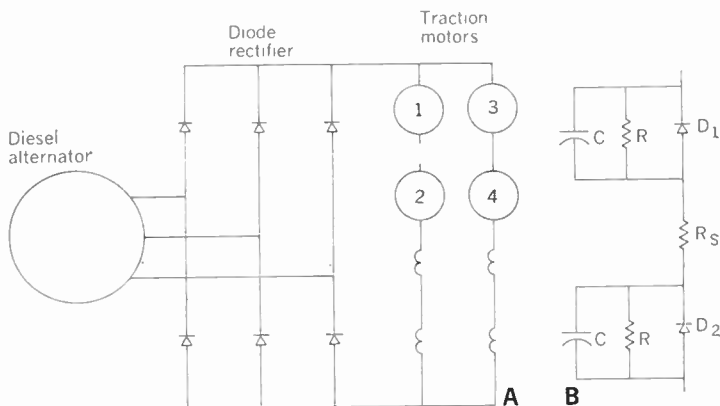 Diode
rectifier
Traction
motors
Diesel
alternator
1
3
2
4
C
R
D1
RS
C
R
D2
A
B